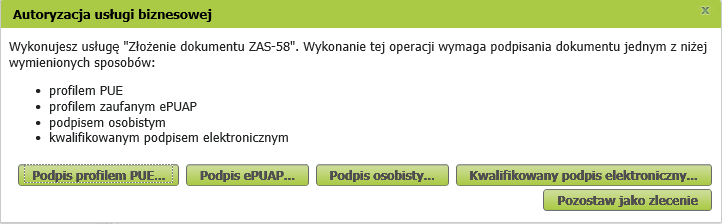 Autoryzacja usługi biznesowej x
Wykonujesz usługę "Złożenie dokumentu ZAS-58". Wykonanie tej operacji wymaga podpisania dokumentu jednym z niżej
wymienionych sposobów:
• profilem PUE
• profilem zaufanym ePUAP
• podpisem osobistym
• kwalifikowanym podpisem elektronicznym
Podpis profilem PUE... Podpis ePUAP... Podpis osobisty... Kwalifikowany podpis elektroniczny...
Pozostaw jako zlecenie